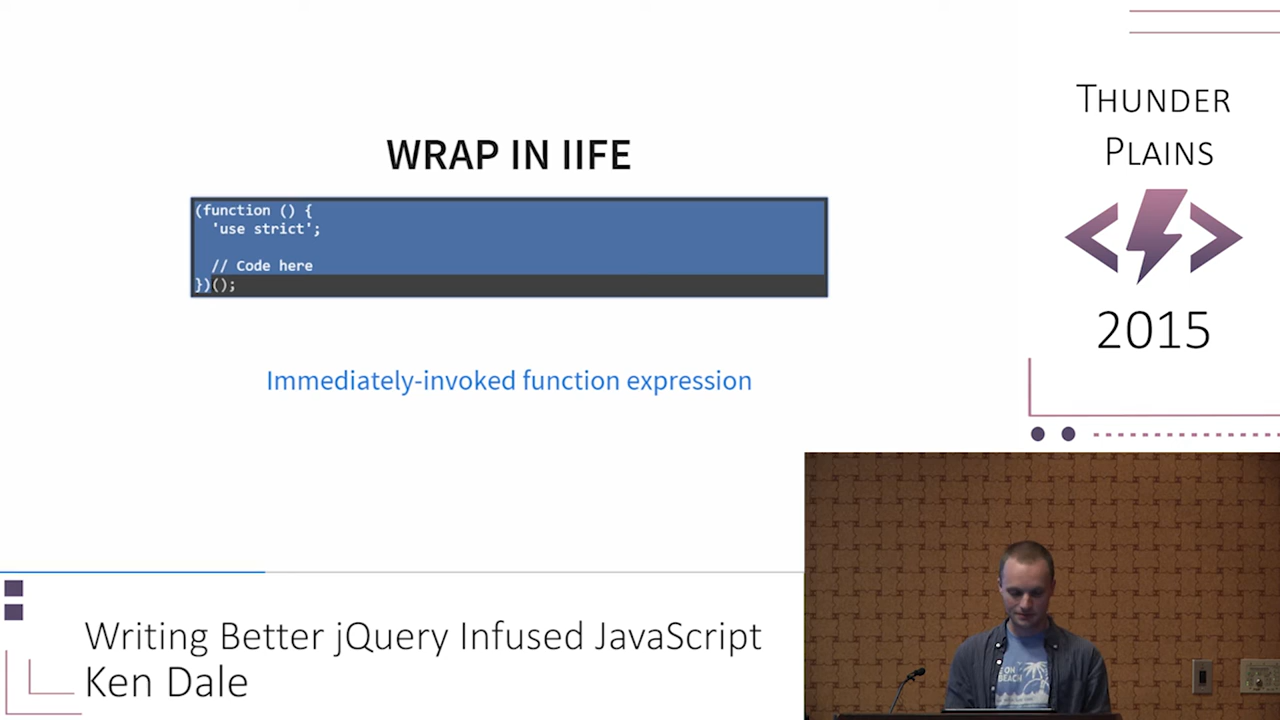 WRAP IN IIFE
(function () {
'use strict';
// Code here
})();
Immediately-invoked function expression
THUNDER
PLAINS
2015
Writing Better jQuery Infused JavaScript
Ken Dale
BEACH